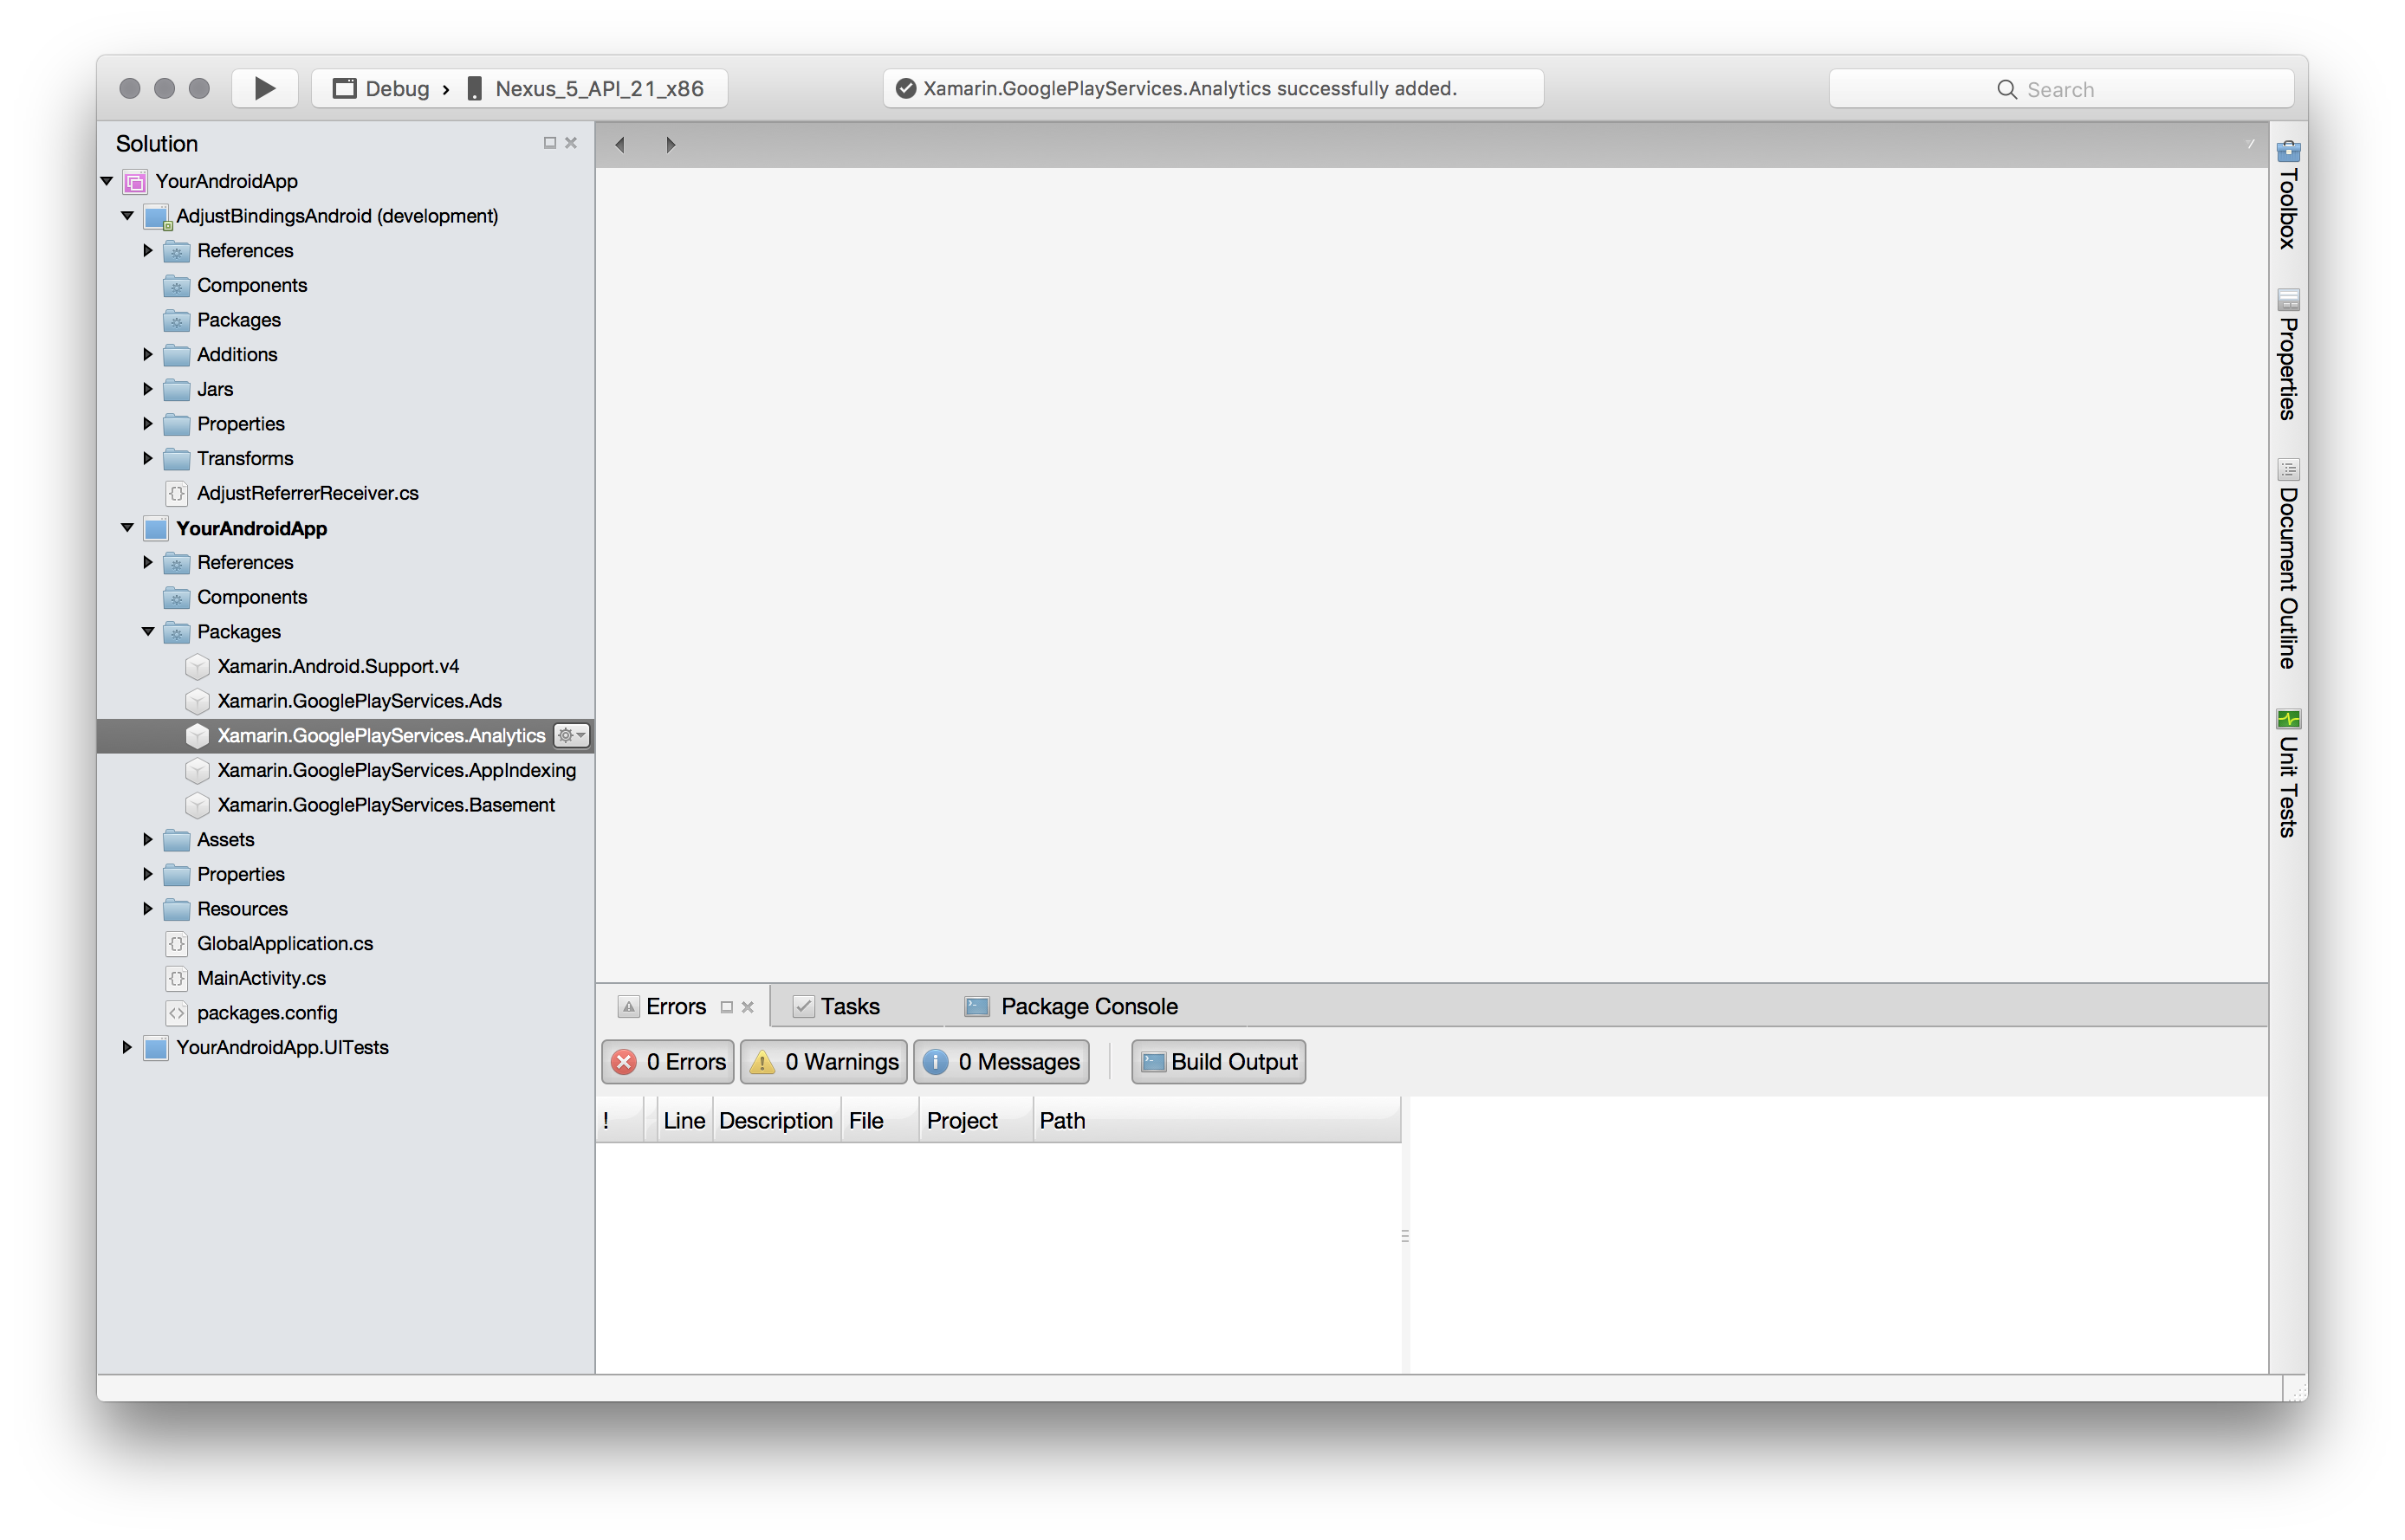 Debug › Nexus_5_API_21_x86
Xamarin.GooglePlayServices.Analytics successfully added.
Search
Solution
YourAndroidApp
AdjustBindingsAndroid (development)
References
Components
Packages
Additions
Jars
Properties
Transforms
AdjustReferrerReceiver.cs
YourAndroidApp
References
Components
Packages
Xamarin.Android.Support.v4
Xamarin.GooglePlayServices.Ads
Xamarin.GooglePlayServices.Analytics
Xamarin.GooglePlayServices.AppIndexing
Xamarin.GooglePlayServices.Basement
Assets
Properties
Resources
GlobalApplication.cs
MainActivity.cs
packages.config
YourAndroidApp.UITests
Errors
Tasks
Package Console
0 Errors
0 Warnings
0 Messages
Build Output
! Line Description File Project Path
Toolbox
Properties
Document Outline
Unit Tests